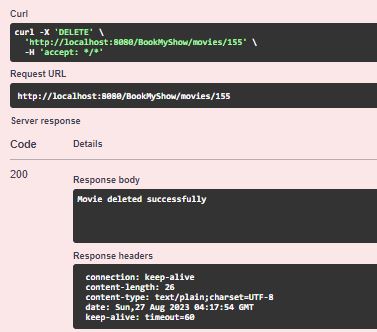 Curl
curl -X 'DELETE' \
'http://localhost:8080/BookMyShow/movies/155' \
-H 'accept: */*'
Request URL
http://localhost:8080/BookMyShow/movies/155
Server response
Code Details
200
Response body
Movie deleted successfully
Response headers
connection: keep-alive
content-length: 26
content-type: text/plain;charset=UTF-8
date: Sun,27 Aug 2023 04:17:54 GMT
keep-alive: timeout=60